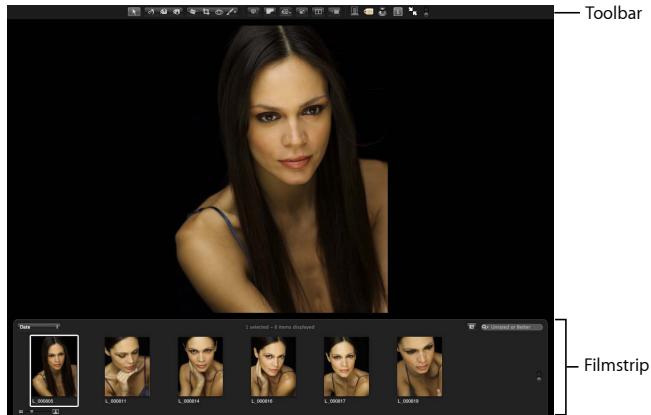 Toolbar
Date
1 selected – 6 items displayed
Unrated or Better
L_000005
L_000011
L_000014
L_000016
L_000017
L_000019
Filmstrip